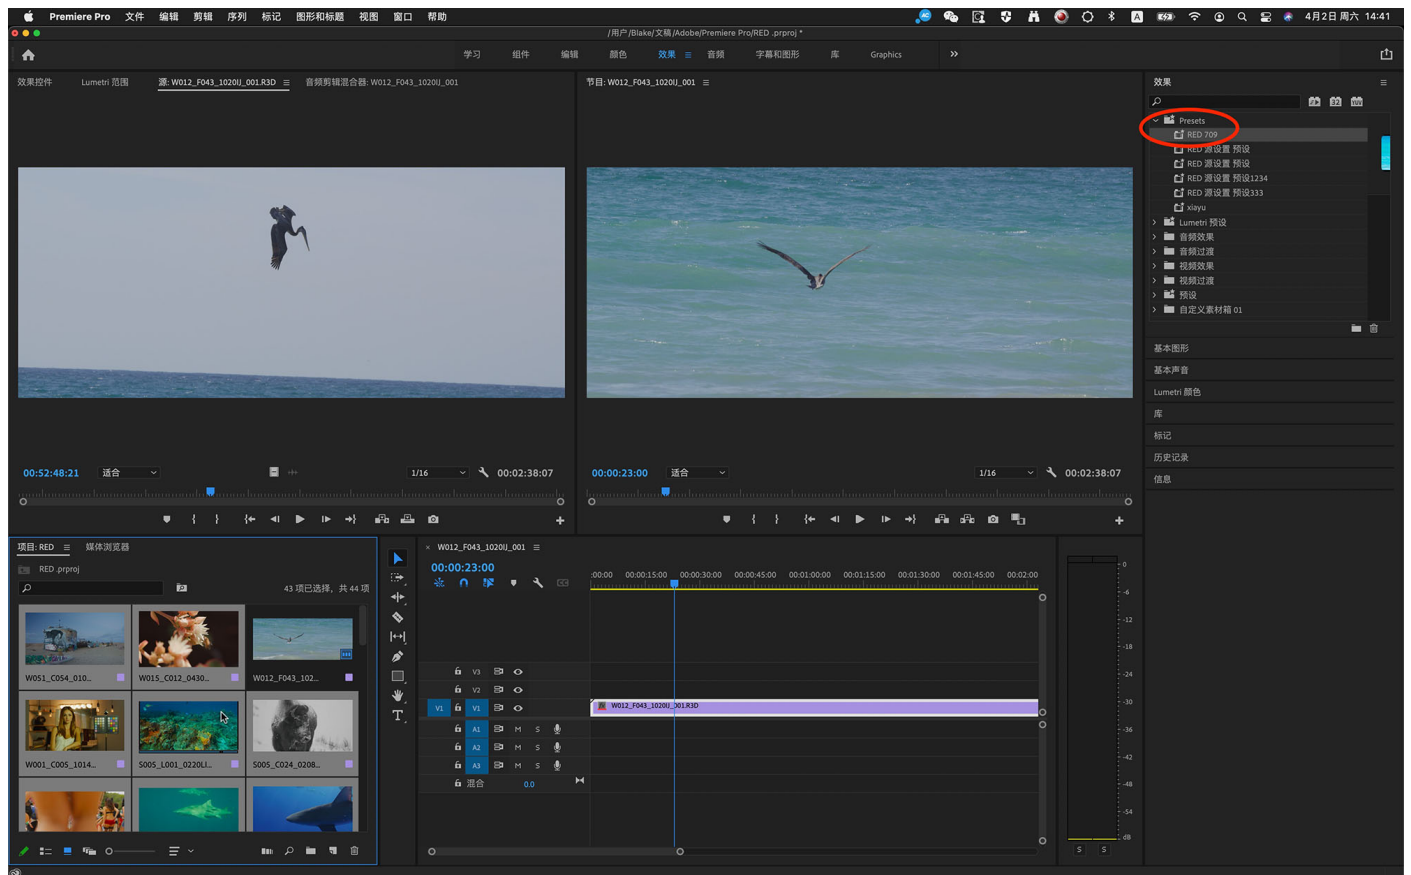 Premiere Pro 文件 编辑 剪辑 序列 标记 图形和标题 视图 窗口 帮助
4月2日 周六 14:41
/用户/Blake/文稿/Adobe/Premiere Pro/RED .prproj *
学习 组件 编辑 颜色 效果 音频 字幕和图形 库 Graphics
效果控件 Lumetri 范围 源: W012_F043_1020IJ_001.R3D 音频剪辑混合器: W012_F043_1020IJ_001
节目: W012_F043_1020IJ_001
效果
32 YUV
Presets
RED 709
RED 源设置 预设
RED 源设置 预设
RED 源设置 预设1234
RED 源设置 预设333
xiayu
Lumetri 预设
音频效果
音频过渡
视频效果
视频过渡
预设
自定义素材箱 01
基本图形
基本声音
Lumetri 颜色
库
标记
历史记录
信息
00:52:48:21 适合 1/16 00:02:38:07
00:00:23:00 适合 1/16 00:02:38:07
项目: RED 媒体浏览器
RED .prproj
43 项已选择，共 44 项
W051_C054_010... W015_C012_0430... W012_F043_102...
W001_C005_1014... S005_L001_0220LI... S005_C024_0208...
× W012_F043_1020IJ_001
00:00:23:00
:00:00 00:00:15:00 00:00:30:00 00:00:45:00 00:01:00:00 00:01:15:00 00:01:30:00 00:01:45:00 00:02:00
V3
V2
V1 V1
W012_F043_1020IJ_001.R3D
A1 M S
A2 M S
A3 M S
混合 0.0
0
-6
-12
-18
-24
-30
-36
-42
-48
-54
dB
S S